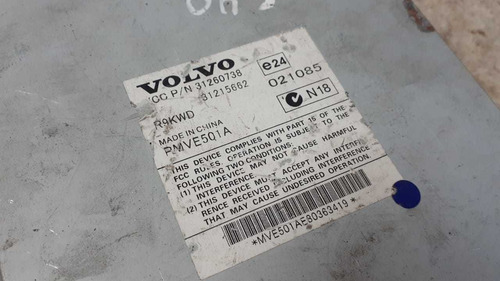 VOLVO
P/N 31260738
31215662
R9KWD
MADE IN CHINA
PMVE501A
e24
021085
N18
THIS DEVICE COMPLIES WITH PART 15 OF THE
FCC RULES. OPERATION IS SUBJECT TO THE
FOLLOWING TWO CONDITIONS:
(1) THIS DEVICE MAY NOT CAUSE HARMFUL
INTERFERENCE AND
(2) THIS DEVICE MUST ACCEPT ANY INTERFE-
RENCE RECEIVED INCLUDING INTERFERENCE
THAT MAY CAUSE UNDESIRED OPERATION.
*MVE501AE80363419*